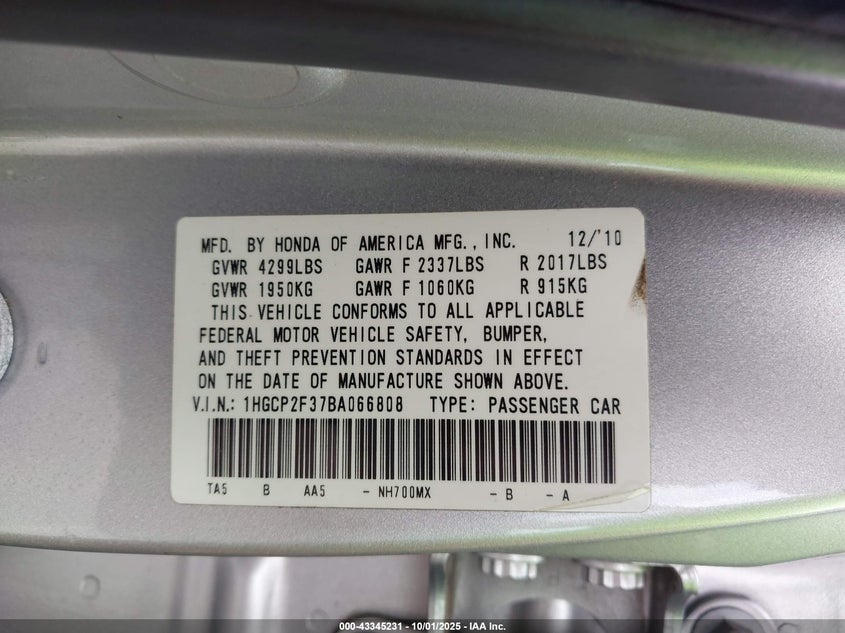 MFD. BY HONDA OF AMERICA MFG., INC. 12/'10
GVWR 4299LBS GAWR F 2337LBS R 2017LBS
GVWR 1950KG GAWR F 1060KG R 915KG
THIS VEHICLE CONFORMS TO ALL APPLICABLE
FEDERAL MOTOR VEHICLE SAFETY, BUMPER,
AND THEFT PREVENTION STANDARDS IN EFFECT
ON THE DATE OF MANUFACTURE SHOWN ABOVE.
V.I.N.: 1HGCP2F37BA066808 TYPE: PASSENGER CAR
TA5 B AA5 - NH700MX - B - A
000-43345231 - 10/01/2025 - IAA Inc.